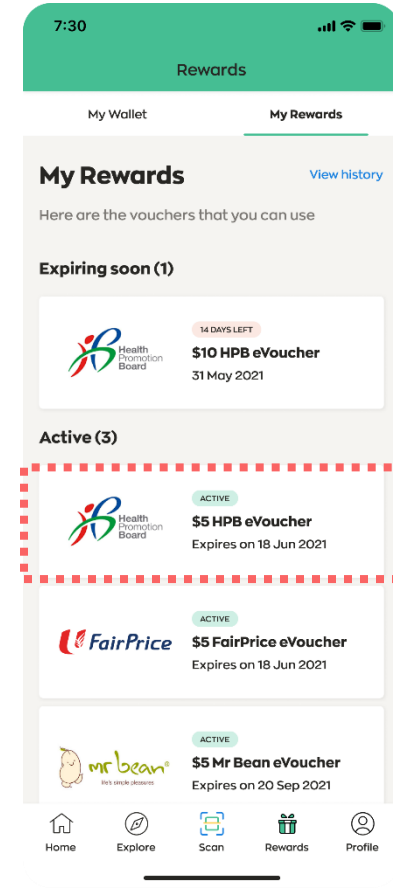 7:30
Rewards
My Wallet
My Rewards
My Rewards
View history
Here are the vouchers that you can use
Expiring soon (1)
Health
Promotion
Board
14 DAYS LEFT
$10 HPB eVoucher
31 May 2021
Active (3)
Health
Promotion
Board
ACTIVE
$5 HPB eVoucher
Expires on 18 Jun 2021
FairPrice
ACTIVE
$5 FairPrice eVoucher
Expires on 18 Jun 2021
mr bean®
life's simple pleasures
ACTIVE
$5 Mr Bean eVoucher
Expires on 20 Sep 2021
Home
Explore
Scan
Rewards
Profile